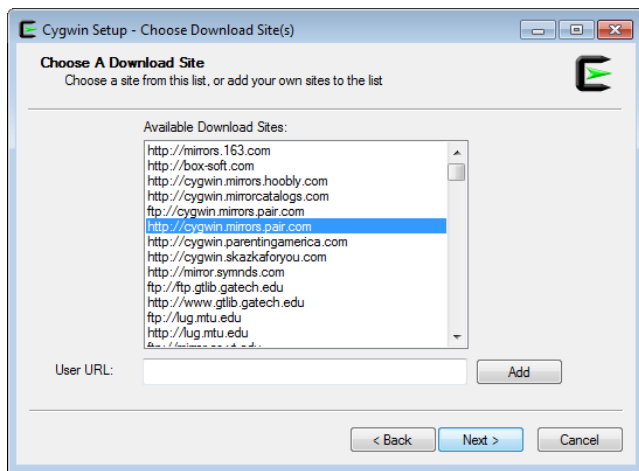 Cygwin Setup - Choose Download Site(s)
Choose A Download Site
Choose a site from this list, or add your own sites to the list
Available Download Sites:
http://mirrors.163.com
http://box-soft.com
http://cygwin.mirrors.hoobly.com
http://cygwin.mirrorcatalogs.com
ftp://cygwin.mirrors.pair.com
http://cygwin.mirrors.pair.com
http://cygwin.parentingamerica.com
http://cygwin.skazkaforyou.com
http://mirror.symnds.com
ftp://ftp.gtlib.gatech.edu
http://www.gtlib.gatech.edu
ftp://lug.mtu.edu
http://lug.mtu.edu
User URL:
Add
< Back
Next >
Cancel